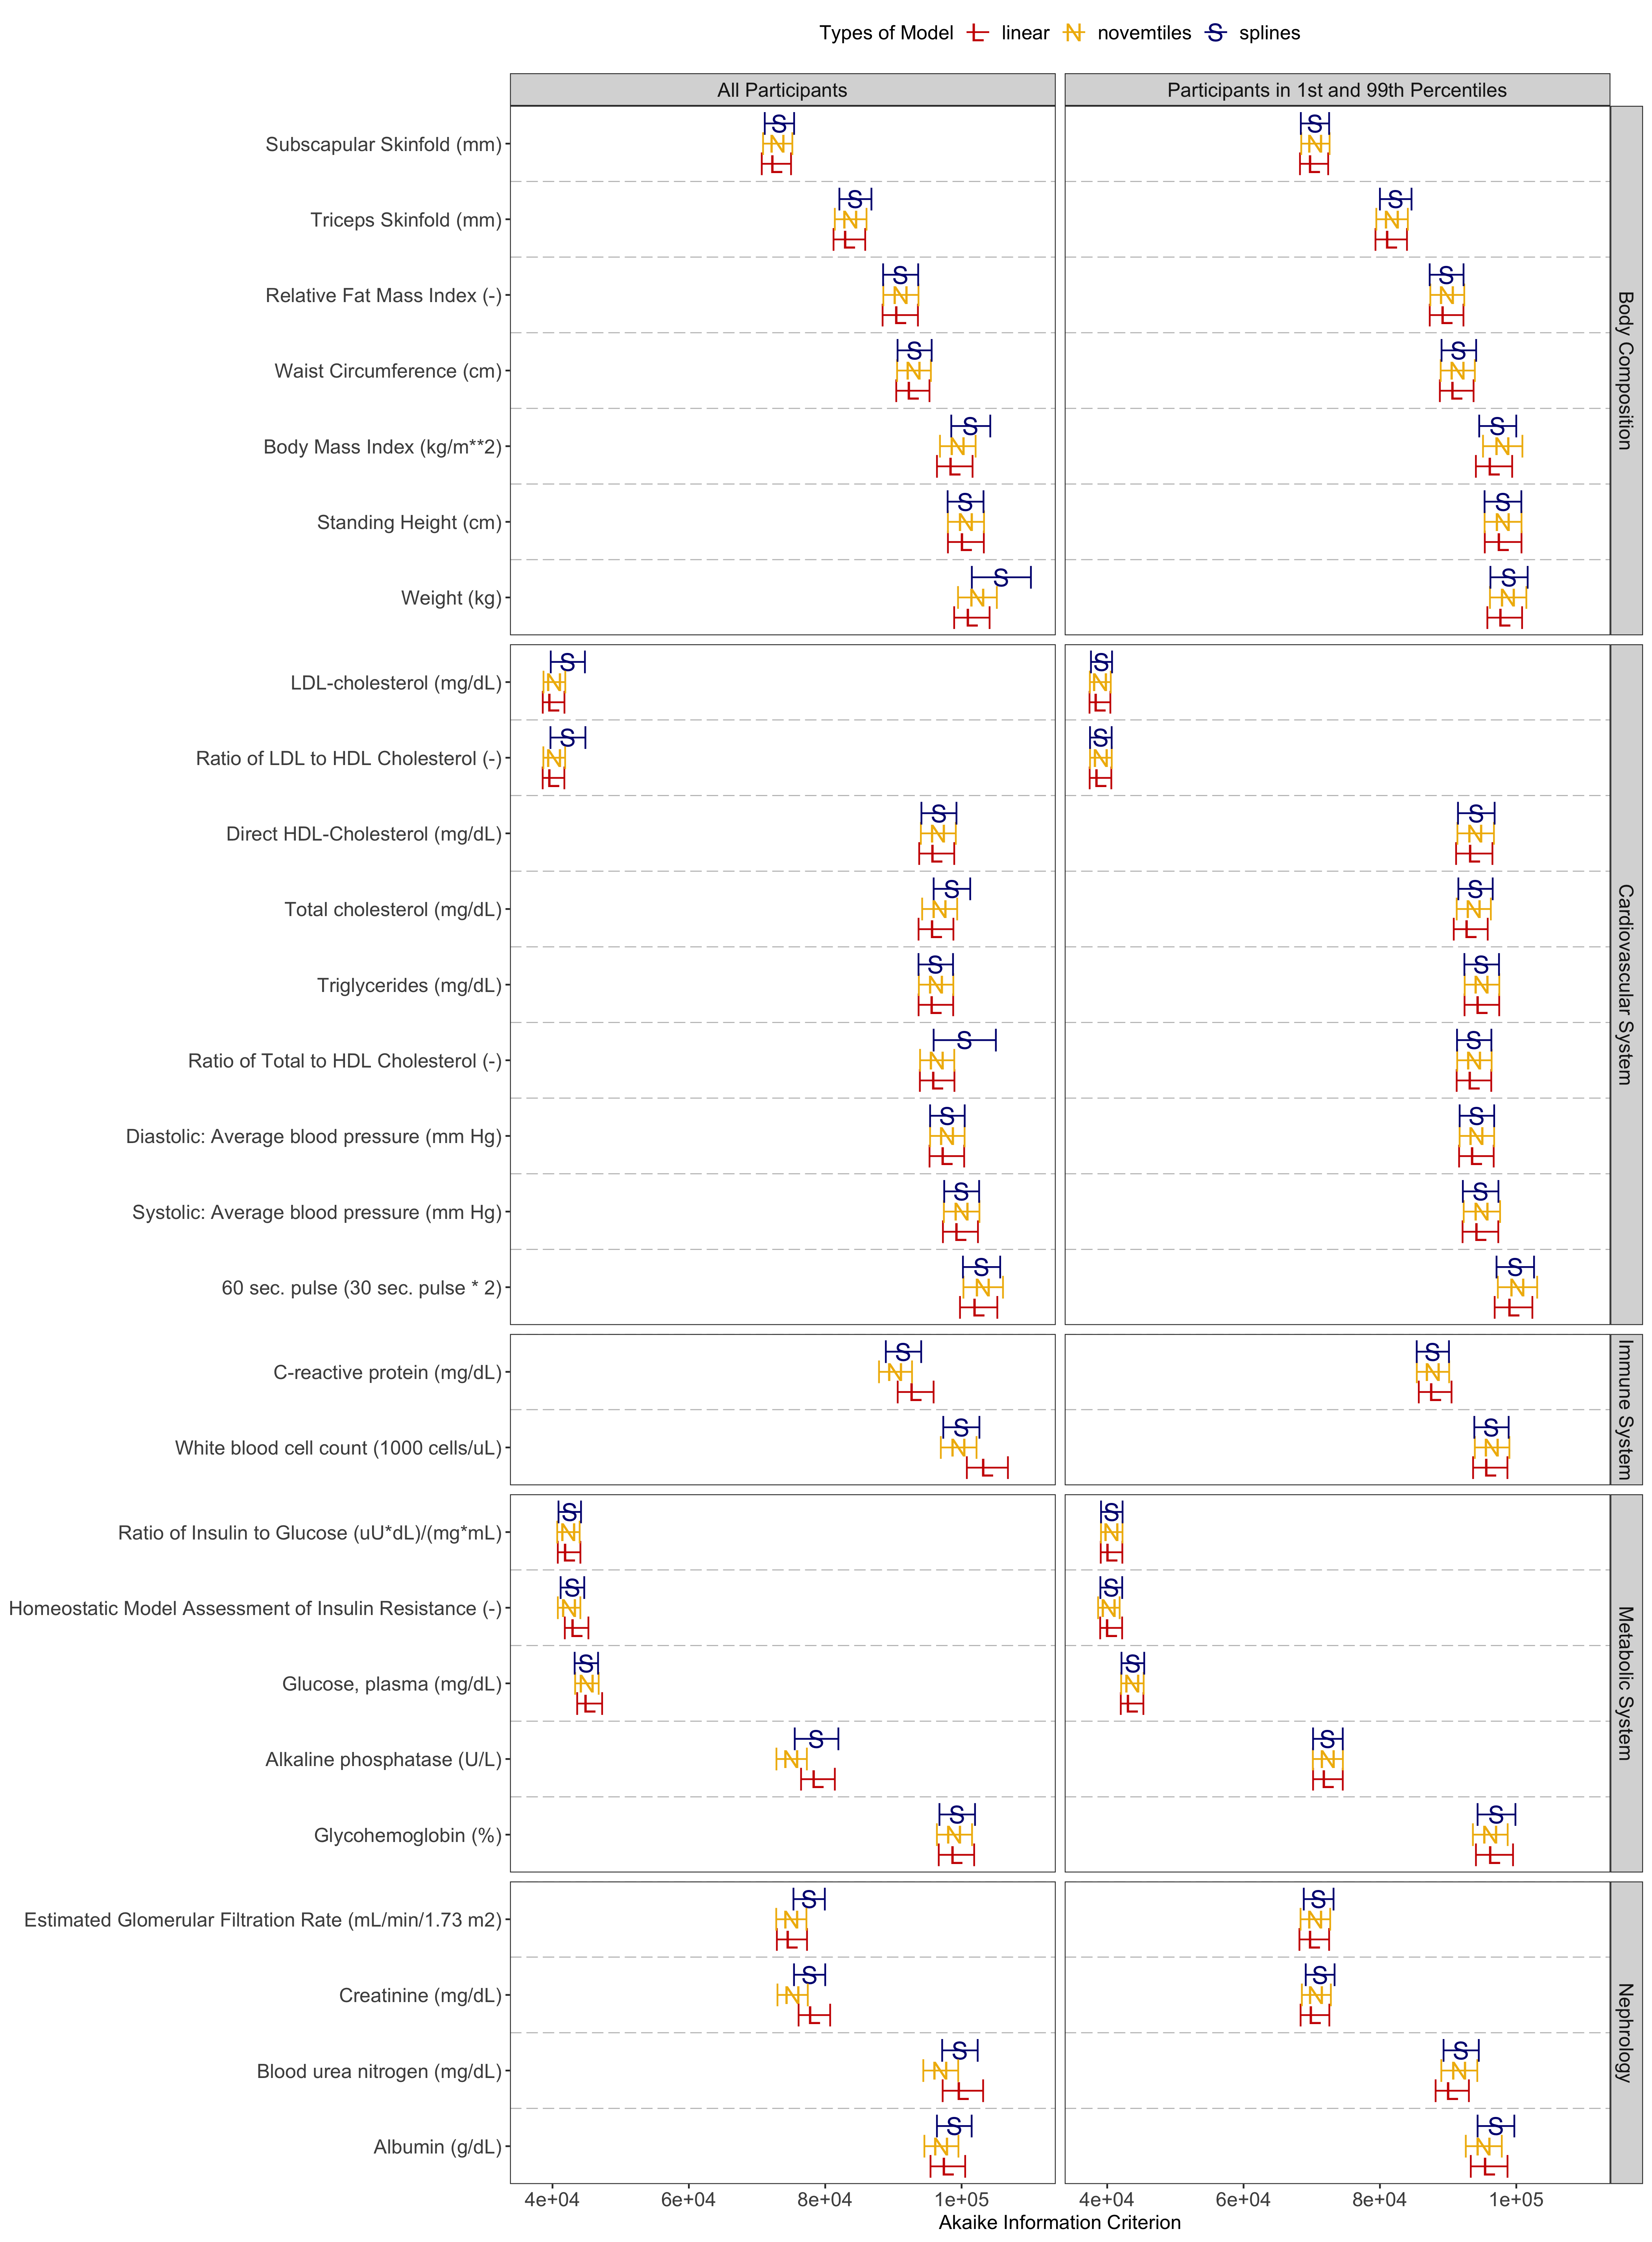 Types of Model L linear N novemtiles S splines
All Participants
Participants in 1st and 99th Percentiles
Subscapular Skinfold (mm)
Triceps Skinfold (mm)
Relative Fat Mass Index (-)
Waist Circumference (cm)
Body Mass Index (kg/m**2)
Standing Height (cm)
Weight (kg)
Body Composition
LDL-cholesterol (mg/dL)
Ratio of LDL to HDL Cholesterol (-)
Direct HDL-Cholesterol (mg/dL)
Total cholesterol (mg/dL)
Triglycerides (mg/dL)
Ratio of Total to HDL Cholesterol (-)
Diastolic: Average blood pressure (mm Hg)
Systolic: Average blood pressure (mm Hg)
60 sec. pulse (30 sec. pulse * 2)
Cardiovascular System
C-reactive protein (mg/dL)
White blood cell count (1000 cells/uL)
Immune System
Ratio of Insulin to Glucose (uU*dL)/(mg*mL)
Homeostatic Model Assessment of Insulin Resistance (-)
Glucose, plasma (mg/dL)
Alkaline phosphatase (U/L)
Glycohemoglobin (%)
Metabolic System
Estimated Glomerular Filtration Rate (mL/min/1.73 m2)
Creatinine (mg/dL)
Blood urea nitrogen (mg/dL)
Albumin (g/dL)
Nephrology
4e+04 6e+04 8e+04 1e+05
4e+04 6e+04 8e+04 1e+05
Akaike Information Criterion